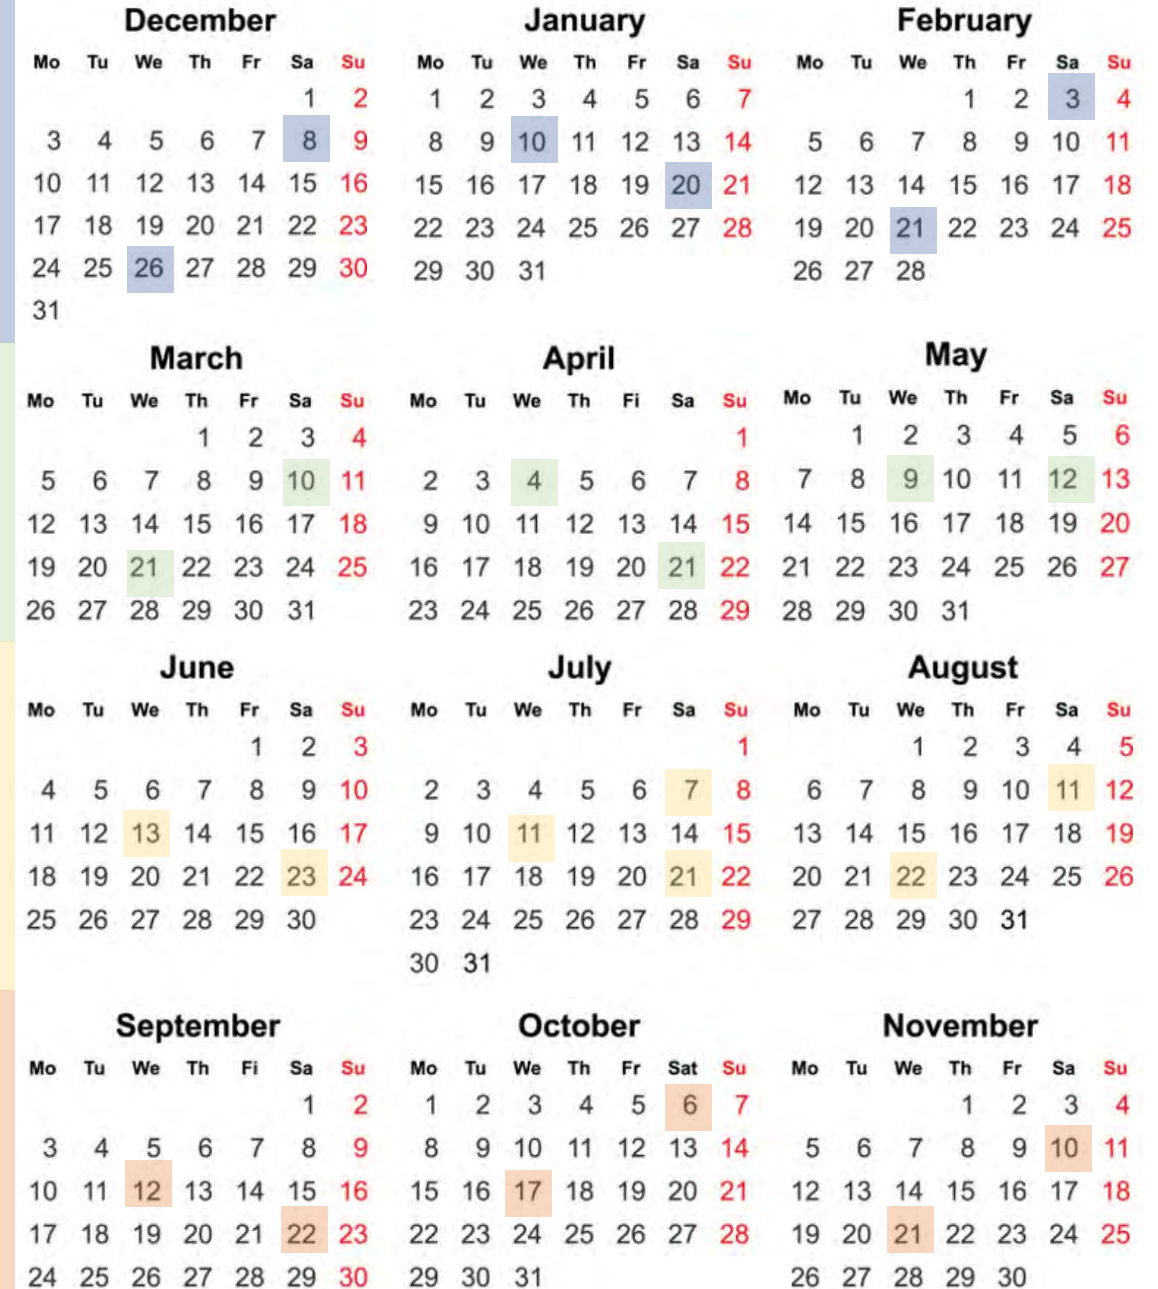 December
Mo Tu We Th Fr Sa Su
1 2
3 4 5 6 7 8 9
10 11 12 13 14 15 16
17 18 19 20 21 22 23
24 25 26 27 28 29 30
31
January
Mo Tu We Th Fr Sa Su
1 2 3 4 5 6 7
8 9 10 11 12 13 14
15 16 17 18 19 20 21
22 23 24 25 26 27 28
29 30 31
February
Mo Tu We Th Fr Sa Su
1 2 3 4
5 6 7 8 9 10 11
12 13 14 15 16 17 18
19 20 21 22 23 24 25
26 27 28
March
Mo Tu We Th Fr Sa Su
1 2 3 4
5 6 7 8 9 10 11
12 13 14 15 16 17 18
19 20 21 22 23 24 25
26 27 28 29 30 31
April
Mo Tu We Th Fi Sa Su
1
2 3 4 5 6 7 8
9 10 11 12 13 14 15
16 17 18 19 20 21 22
23 24 25 26 27 28 29
May
Mo Tu We Th Fr Sa Su
1 2 3 4 5 6
7 8 9 10 11 12 13
14 15 16 17 18 19 20
21 22 23 24 25 26 27
28 29 30 31
June
Mo Tu We Th Fr Sa Su
1 2 3
4 5 6 7 8 9 10
11 12 13 14 15 16 17
18 19 20 21 22 23 24
25 26 27 28 29 30
July
Mo Tu We Th Fr Sa Su
1
2 3 4 5 6 7 8
9 10 11 12 13 14 15
16 17 18 19 20 21 22
23 24 25 26 27 28 29
30 31
August
Mo Tu We Th Fr Sa Su
1 2 3 4 5
6 7 8 9 10 11 12
13 14 15 16 17 18 19
20 21 22 23 24 25 26
27 28 29 30 31
September
Mo Tu We Th Fi Sa Su
1 2
3 4 5 6 7 8 9
10 11 12 13 14 15 16
17 18 19 20 21 22 23
24 25 26 27 28 29 30
October
Mo Tu We Th Fr Sat Su
1 2 3 4 5 6 7
8 9 10 11 12 13 14
15 16 17 18 19 20 21
22 23 24 25 26 27 28
29 30 31
November
Mo Tu We Th Fr Sa Su
1 2 3 4
5 6 7 8 9 10 11
12 13 14 15 16 17 18
19 20 21 22 23 24 25
26 27 28 29 30